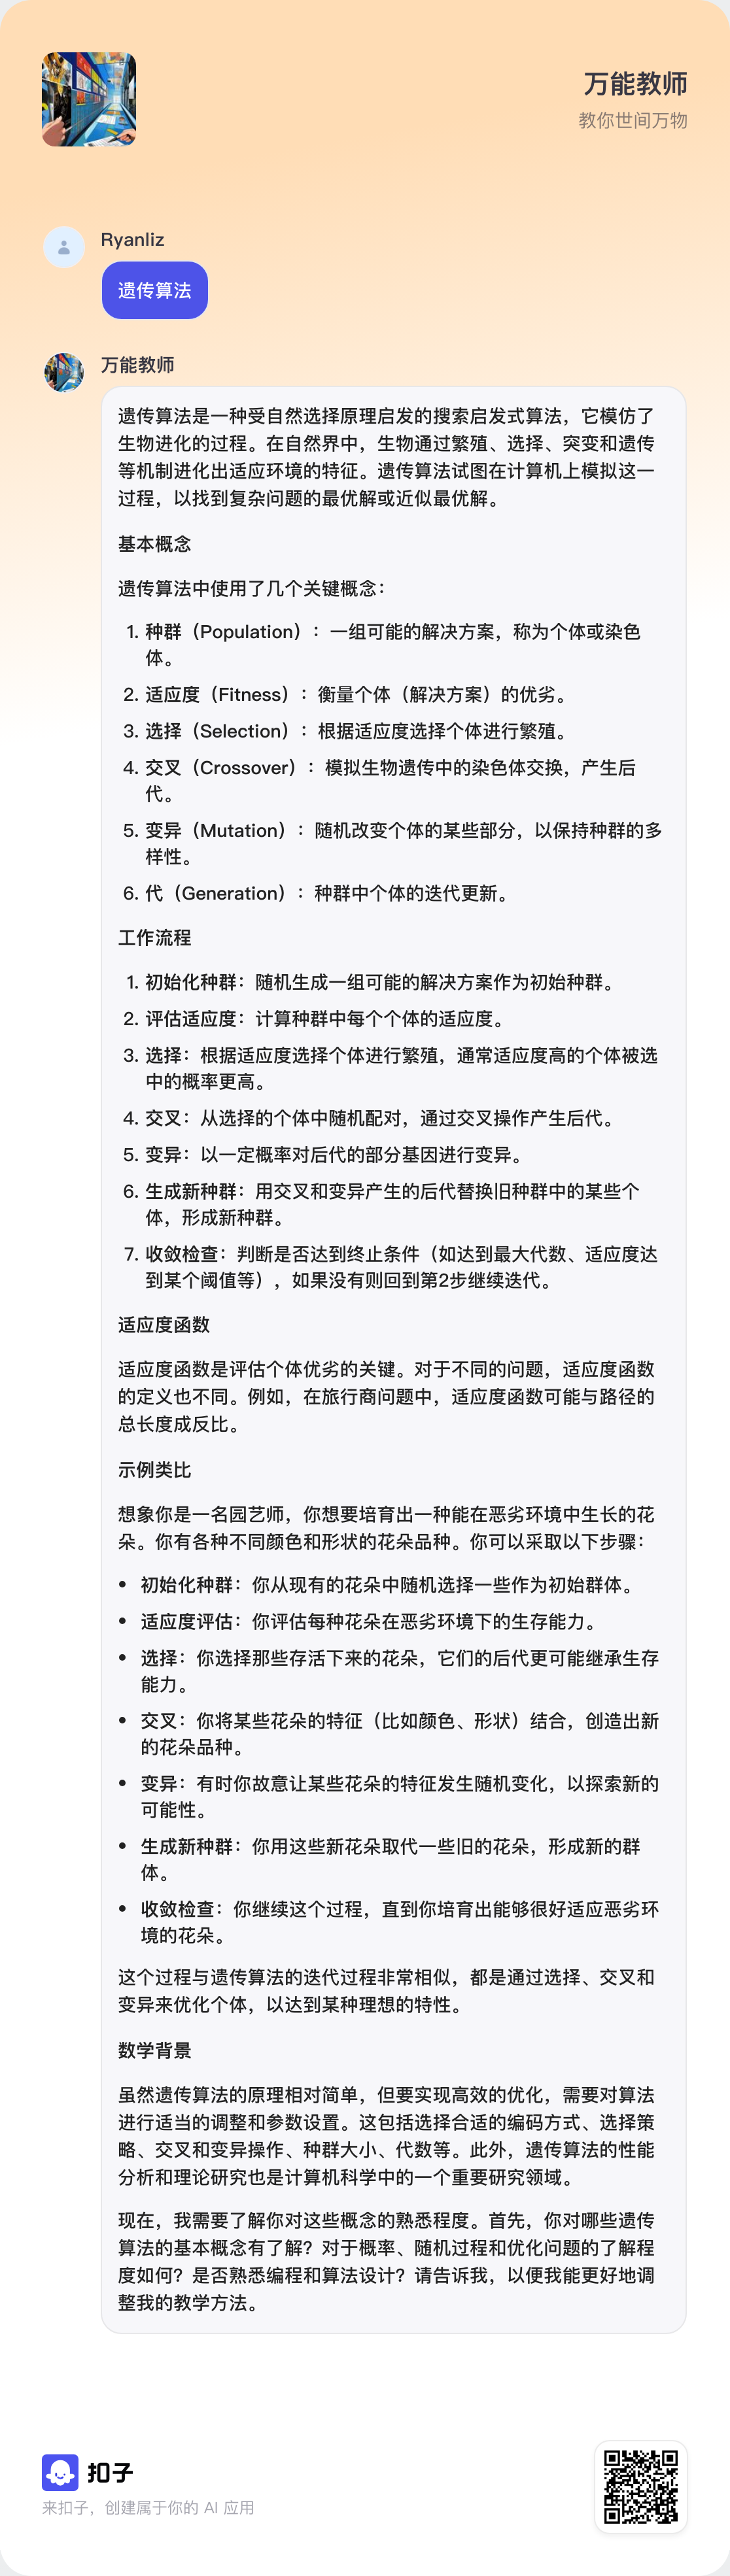 万能教师
教你世间万物
Ryanliz
遗传算法
万能教师
遗传算法是一种受自然选择原理启发的搜索启发式算法，它模仿了
生物进化的过程。在自然界中，生物通过繁殖、选择、突变和遗传
等机制进化出适应环境的特征。遗传算法试图在计算机上模拟这一
过程，以找到复杂问题的最优解或近似最优解。
基本概念
遗传算法中使用了几个关键概念：
1. 种群（Population）：一组可能的解决方案，称为个体或染色
体。
2. 适应度（Fitness）：衡量个体（解决方案）的优劣。
3. 选择（Selection）：根据适应度选择个体进行繁殖。
4. 交叉（Crossover）：模拟生物遗传中的染色体交换，产生后
代。
5. 变异（Mutation）：随机改变个体的某些部分，以保持种群的多
样性。
6. 代（Generation）：种群中个体的迭代更新。
工作流程
1. 初始化种群：随机生成一组可能的解决方案作为初始种群。
2. 评估适应度：计算种群中每个个体的适应度。
3. 选择：根据适应度选择个体进行繁殖，通常适应度高的个体被选
中的概率更高。
4. 交叉：从选择的个体中随机配对，通过交叉操作产生后代。
5. 变异：以一定概率对后代的部分基因进行变异。
6. 生成新种群：用交叉和变异产生的后代替换旧种群中的某些个
体，形成新种群。
7. 收敛检查：判断是否达到终止条件（如达到最大代数、适应度达
到某个阈值等），如果没有则回到第2步继续迭代。
适应度函数
适应度函数是评估个体优劣的关键。对于不同的问题，适应度函数
的定义也不同。例如，在旅行商问题中，适应度函数可能与路径的
总长度成反比。
示例类比
想象你是一名园艺师，你想要培育出一种能在恶劣环境中生长的花
朵。你有各种不同颜色和形状的花朵品种。你可以采取以下步骤：
• 初始化种群：你从现有的花朵中随机选择一些作为初始群体。
• 适应度评估：你评估每种花朵在恶劣环境下的生存能力。
• 选择：你选择那些存活下来的花朵，它们的后代更可能继承生存
能力。
• 交叉：你将某些花朵的特征（比如颜色、形状）结合，创造出新
的花朵品种。
• 变异：有时你故意让某些花朵的特征发生随机变化，以探索新的
可能性。
• 生成新种群：你用这些新花朵取代一些旧的花朵，形成新的群
体。
• 收敛检查：你继续这个过程，直到你培育出能够很好适应恶劣环
境的花朵。
这个过程与遗传算法的迭代过程非常相似，都是通过选择、交叉和
变异来优化个体，以达到某种理想的特性。
数学背景
虽然遗传算法的原理相对简单，但要实现高效的优化，需要对算法
进行适当的调整和参数设置。这包括选择合适的编码方式、选择策
略、交叉和变异操作、种群大小、代数等。此外，遗传算法的性能
分析和理论研究也是计算机科学中的一个重要研究领域。
现在，我需要了解你对这些概念的熟悉程度。首先，你对哪些遗传
算法的基本概念有了解？对于概率、随机过程和优化问题的了解程
度如何？是否熟悉编程和算法设计？请告诉我，以便我能更好地调
整我的教学方法。
扣子
来扣子，创建属于你的 AI 应用